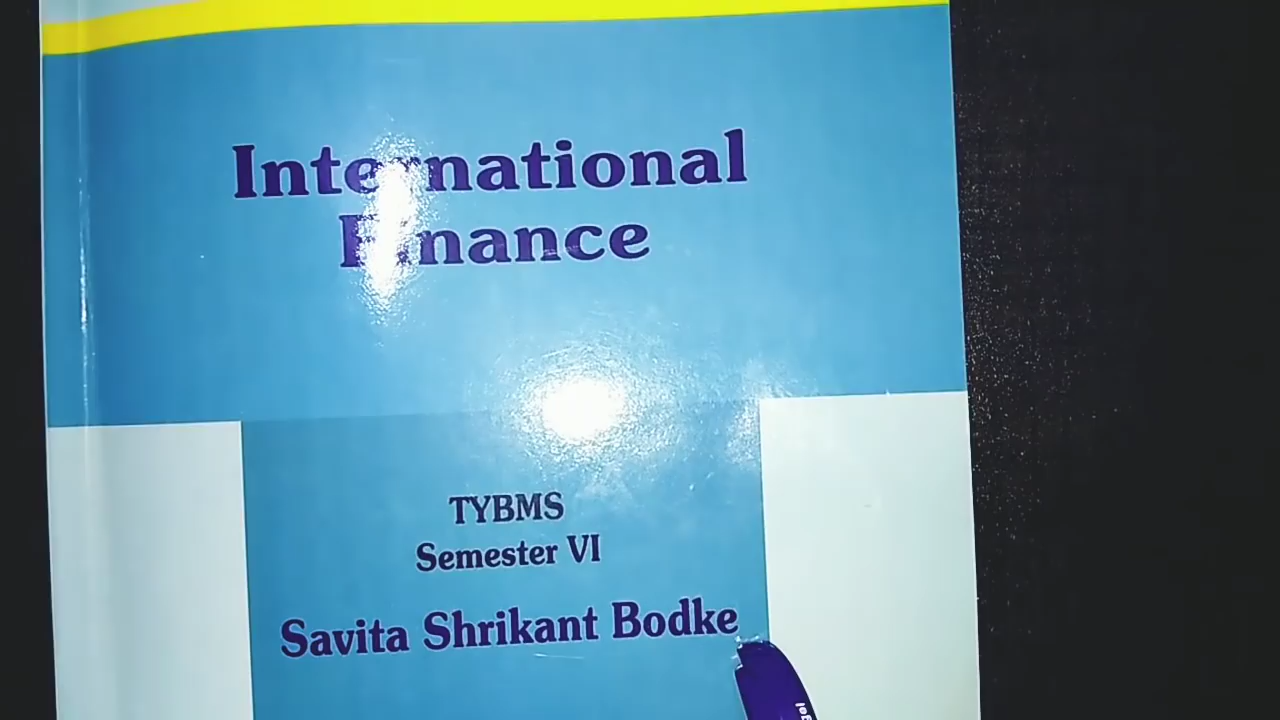 International
Finance
TYBMS
Semester VI
Savita Shrikant Bodke